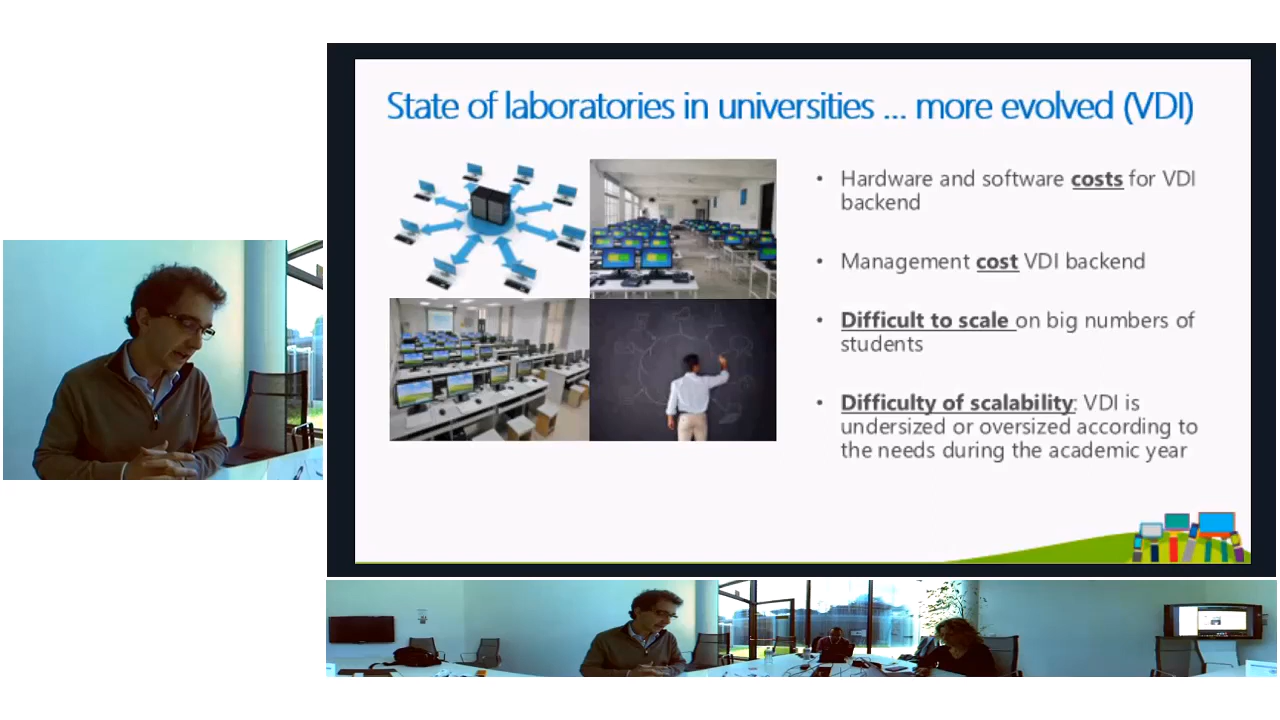 State of laboratories in universities ... more evolved (VDI)
• Hardware and software costs for VDI
backend
• Management cost VDI backend
• Difficult to scale on big numbers of
students
• Difficulty of scalability: VDI is
undersized or oversized according to
the needs during the academic year